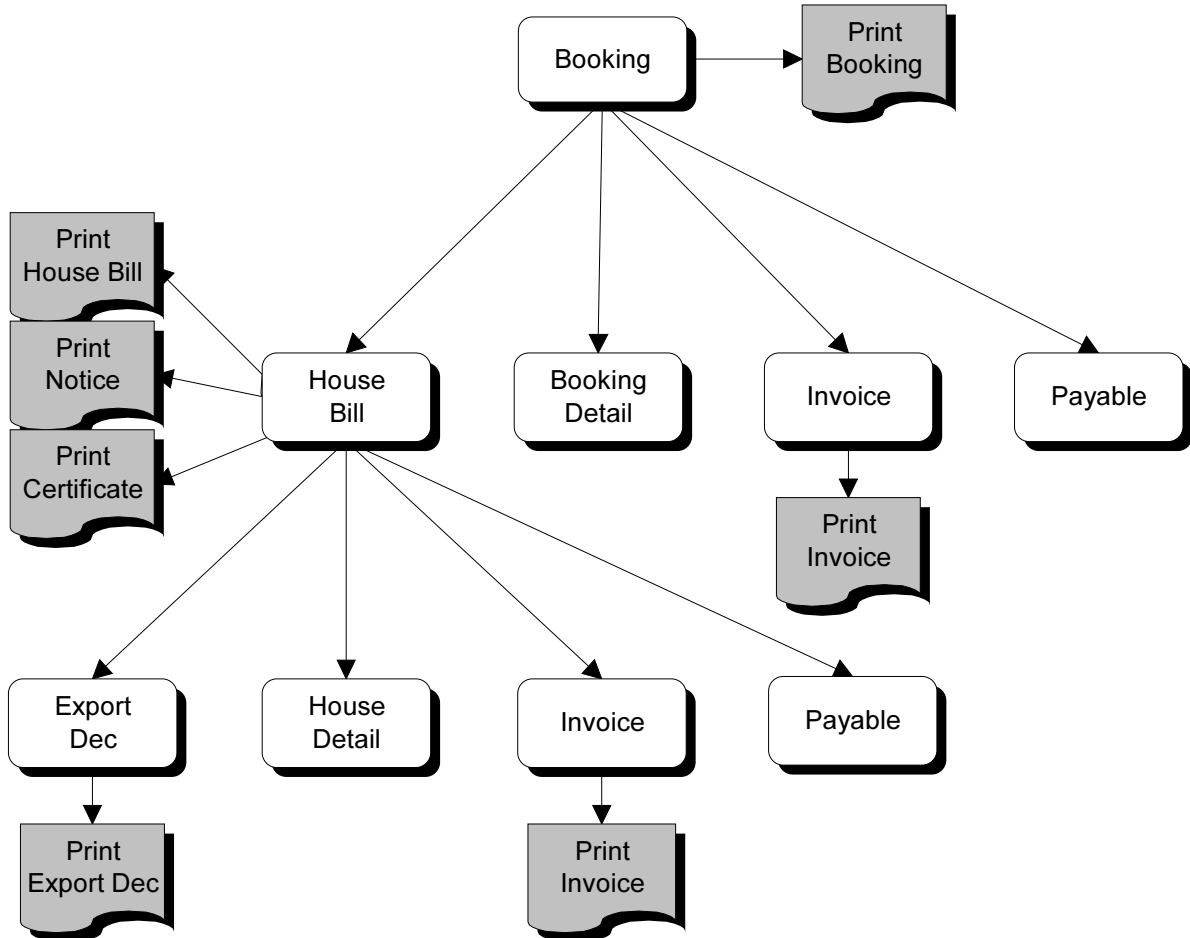 Booking
Print
Booking
Print
House Bill
Print
Notice
Print
Certificate
House
Bill
Booking
Detail
Invoice
Payable
Print
Invoice
Export
Dec
House
Detail
Invoice
Payable
Print
Export Dec
Print
Invoice